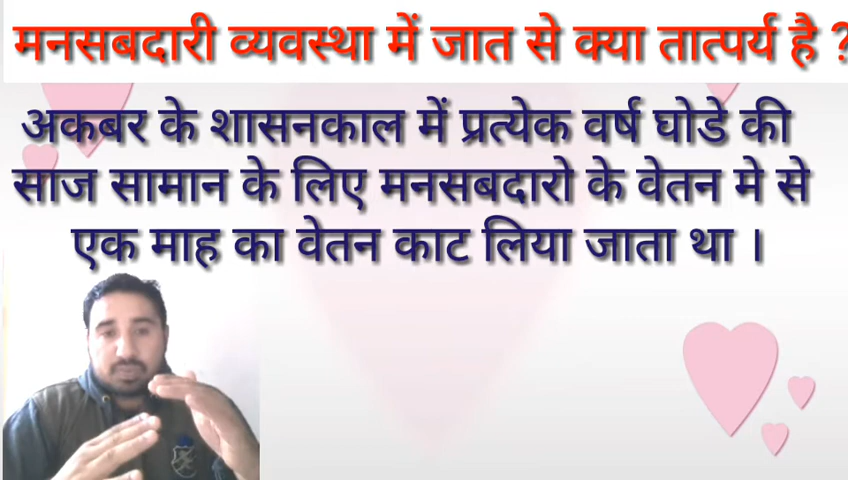 मनसबदारी व्यवस्था में जात से क्या तात्पर्य है ?
अकबर के शासनकाल में प्रत्येक वर्ष घोडे की
साज सामान के लिए मनसबदारो के वेतन मे से
एक माह का वेतन काट लिया जाता था ।